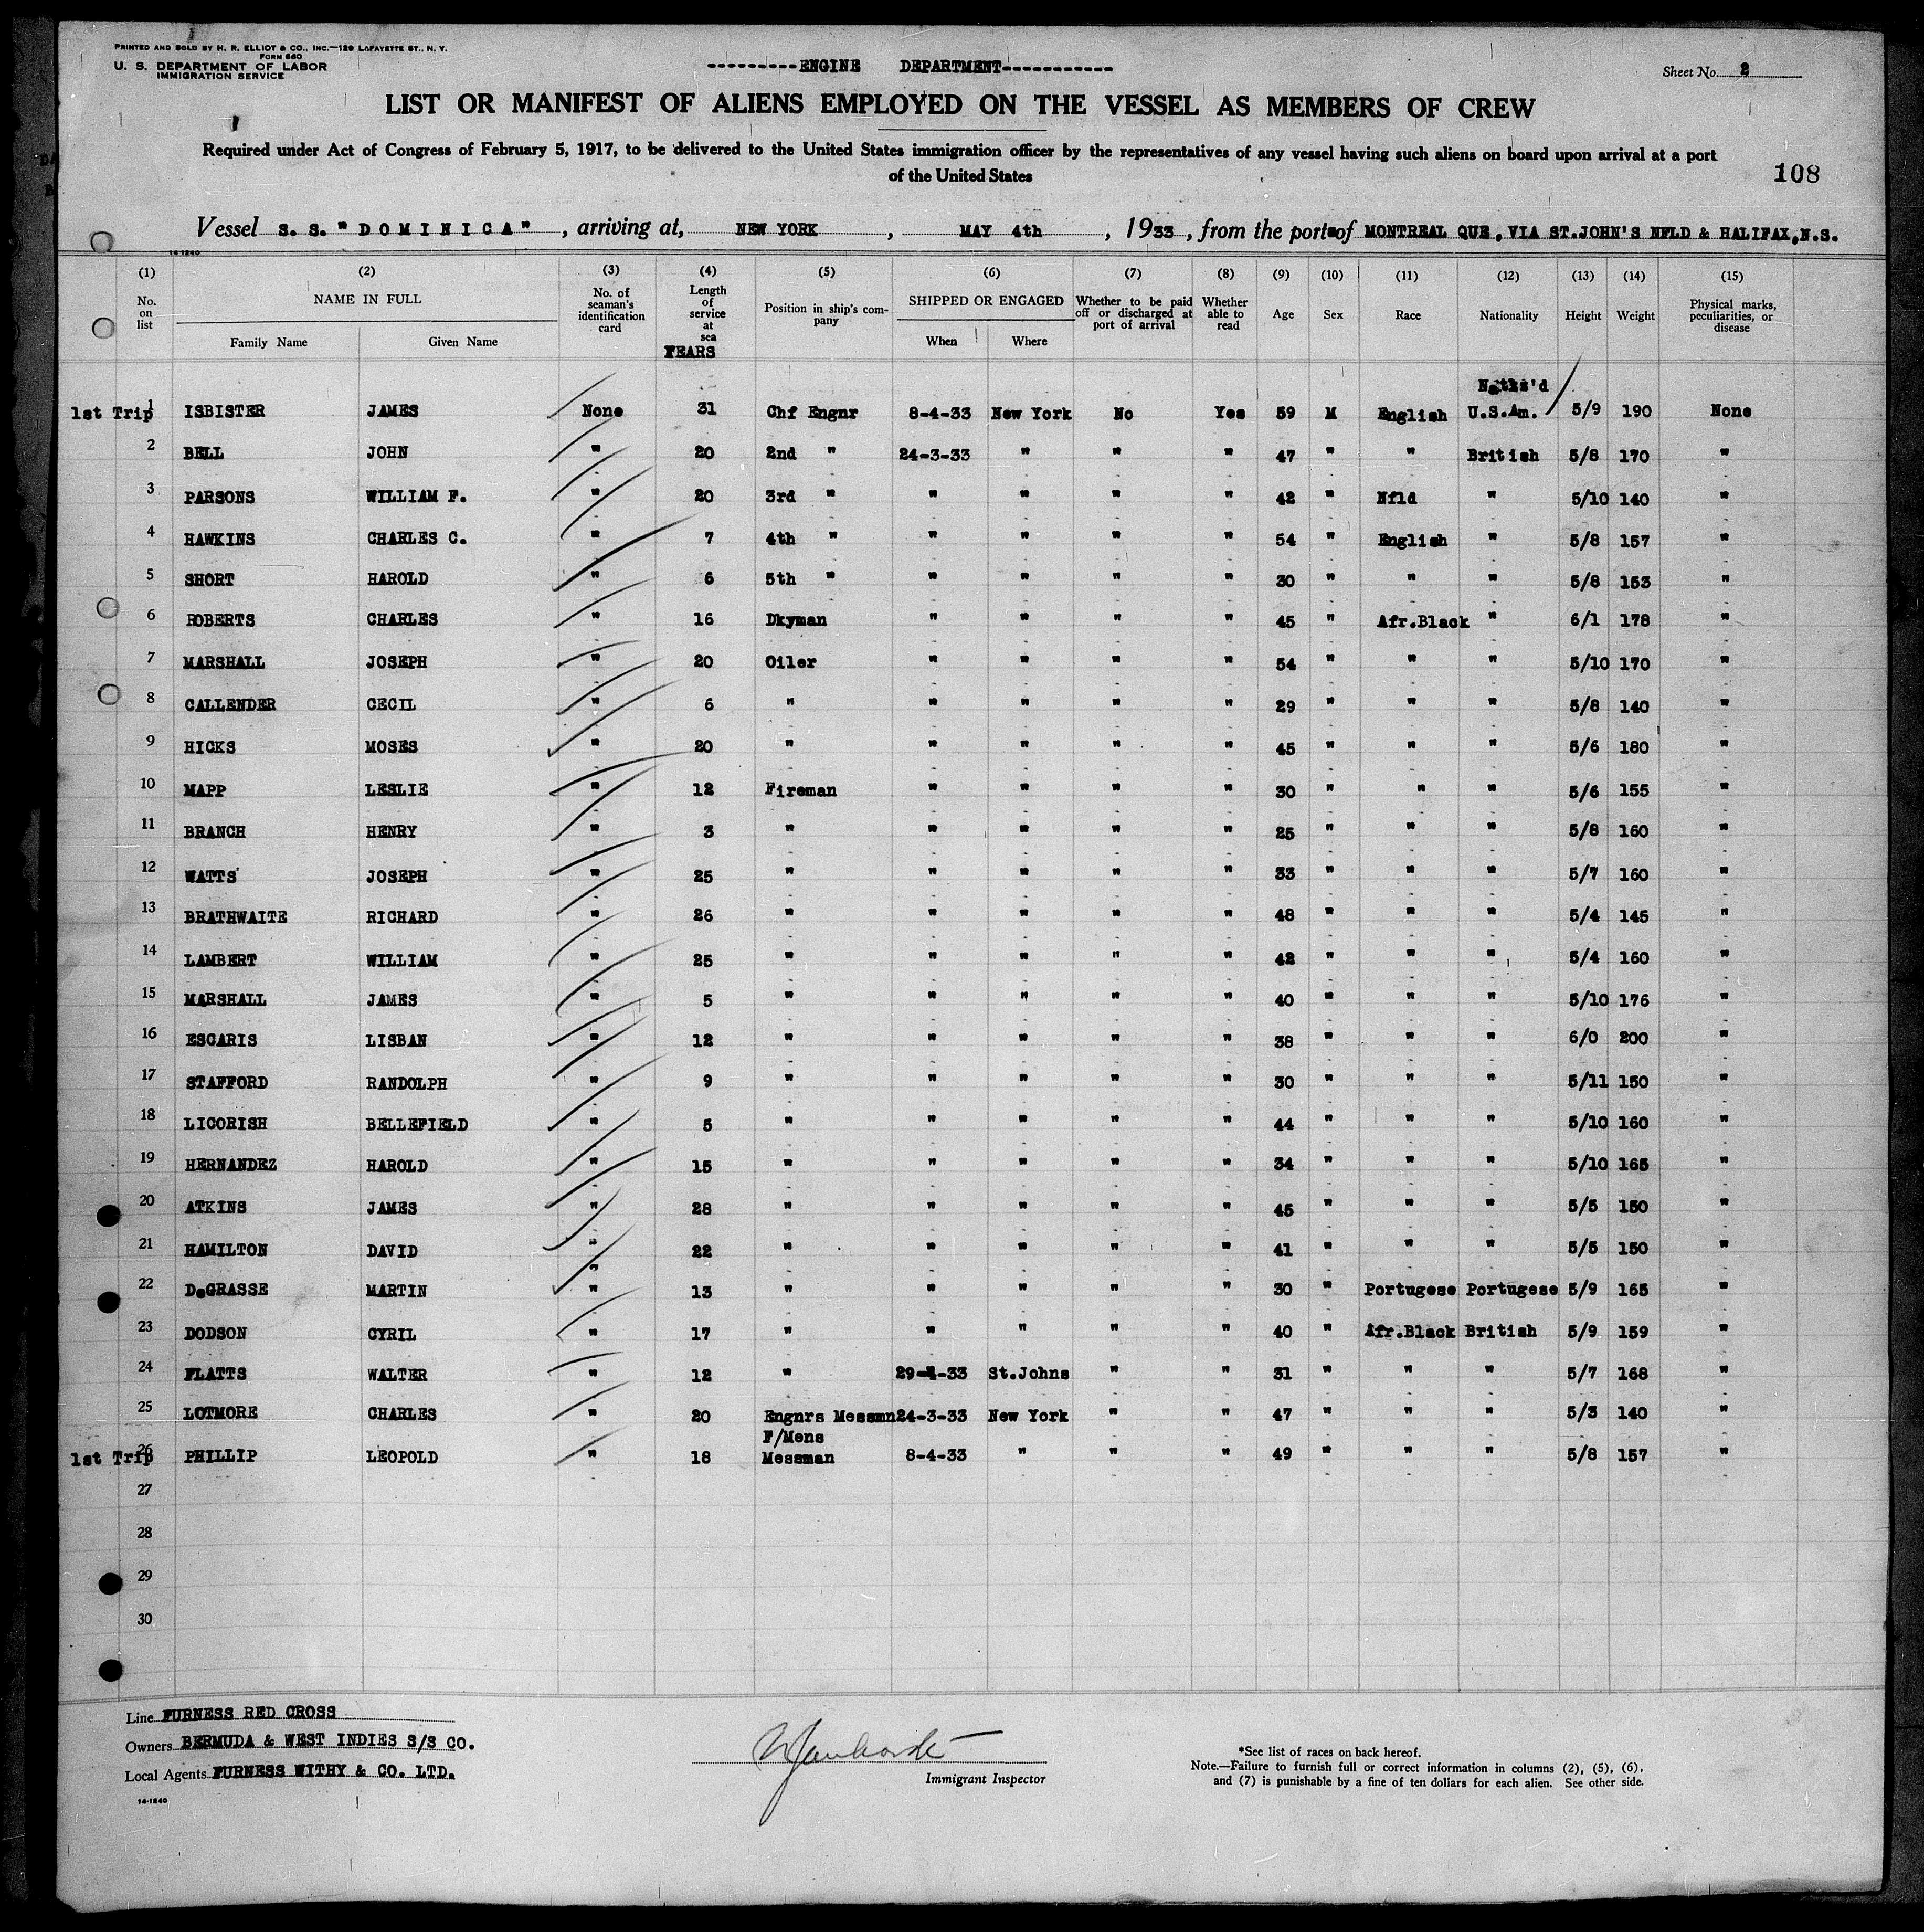 PRINTED AND SOLD BY H. R. ELLIOT & CO., INC.—129 LAFAYETTE ST., N. Y.
FORM 680
U. S. DEPARTMENT OF LABOR
IMMIGRATION SERVICE
---------ENGINE DEPARTMENT-----------
Sheet No. 2
LIST OR MANIFEST OF ALIENS EMPLOYED ON THE VESSEL AS MEMBERS OF CREW
Required under Act of Congress of February 5, 1917, to be delivered to the United States immigration officer by the representatives of any vessel having such aliens on board upon arrival at a port
of the United States
108
Vessel S. S. "DOMINICA", arriving at, NEW YORK, MAY 4th, 1933, from the port of MONTREAL QUE, VIA ST.JOHN'S NFLD & HALIFAX,N.S.
14-1240
(1) (2) (3) (4) (5) (6) (7) (8) (9) (10) (11) (12) (13) (14) (15)
No. on list NAME IN FULL Family Name Given Name No. of seaman's identification card Length of service at sea YEARS Position in ship's company SHIPPED OR ENGAGED When Where Whether to be paid off or discharged at port of arrival Whether able to read Age Sex Race Nationality Height Weight Physical marks, peculiarities, or disease
1st Trip 1 ISBISTER JAMES None 31 Chf Engnr 8-4-33 New York No Yes 59 M English Natlz'd U.S.Am. 5/9 190 None
2 BELL JOHN " 20 2nd " 24-3-33 " " " 47 " " British 5/8 170 "
3 PARSONS WILLIAM F. " 20 3rd " " " " " 42 " Nfld " 5/10 140 "
4 HAWKINS CHARLES C. " 7 4th " " " " " 54 " English " 5/8 157 "
5 SHORT HAROLD " 6 5th " " " " " 30 " " " 5/8 153 "
6 ROBERTS CHARLES " 16 Dkyman " " " " 45 " Afr.Black " 6/1 178 "
7 MARSHALL JOSEPH " 20 Oiler " " " " 54 " " " 5/10 170 "
8 CALLENDER CECIL " 6 " " " " " 29 " " " 5/8 140 "
9 HICKS MOSES " 20 " " " " " 45 " " " 5/6 180 "
10 MAPP LESLIE " 12 Fireman " " " " 30 " " " 5/6 155 "
11 BRANCH HENRY " 3 " " " " " 25 " " " 5/8 160 "
12 WATTS JOSEPH " 25 " " " " " 33 " " " 5/7 160 "
13 BRATHWAITE RICHARD " 26 " " " " " 48 " " " 5/4 145 "
14 LAMBERT WILLIAM " 25 " " " " " 42 " " " 5/4 160 "
15 MARSHALL JAMES " 5 " " " " " 40 " " " 5/10 176 "
16 ESCARIS LISBAN " 12 " " " " " 38 " " " 6/0 200 "
17 STAFFORD RANDOLPH " 9 " " " " " 30 " " " 5/11 150 "
18 LICORISH BELLEFIELD " 5 " " " " " 44 " " " 5/10 160 "
19 HERNANDEZ HAROLD " 15 " " " " " 34 " " " 5/10 165 "
20 ATKINS JAMES " 28 " " " " " 45 " " " 5/5 150 "
21 HAMILTON DAVID " 22 " " " " " 41 " " " 5/5 150 "
22 DeGRASSE MARTIN " 13 " " " " " 30 " Portugese Portugese 5/9 165 "
23 DODSON CYRIL " 17 " " " " " 40 " Afr.Black British 5/9 159 "
24 FLATTS WALTER " 12 " 29-4-33 St.Johns " " 31 " " " 5/7 168 "
25 LOTMORE CHARLES " 20 Engnrs Messmn 24-3-33 New York " " 47 " " " 5/3 140 "
1st Trip 26 PHILLIP LEOPOLD " 18 F/Mens Messman 8-4-33 " " " 49 " " " 5/8 157 "
27
28
29
30
Line FURNESS RED CROSS
Owners BERMUDA & WEST INDIES S/S CO.
Local Agents FURNESS WITHY & CO. LTD.
14-1240
Immigrant Inspector
*See list of races on back hereof.
Note.—Failure to furnish full or correct information in columns (2), (5), (6),
and (7) is punishable by a fine of ten dollars for each alien. See other side.